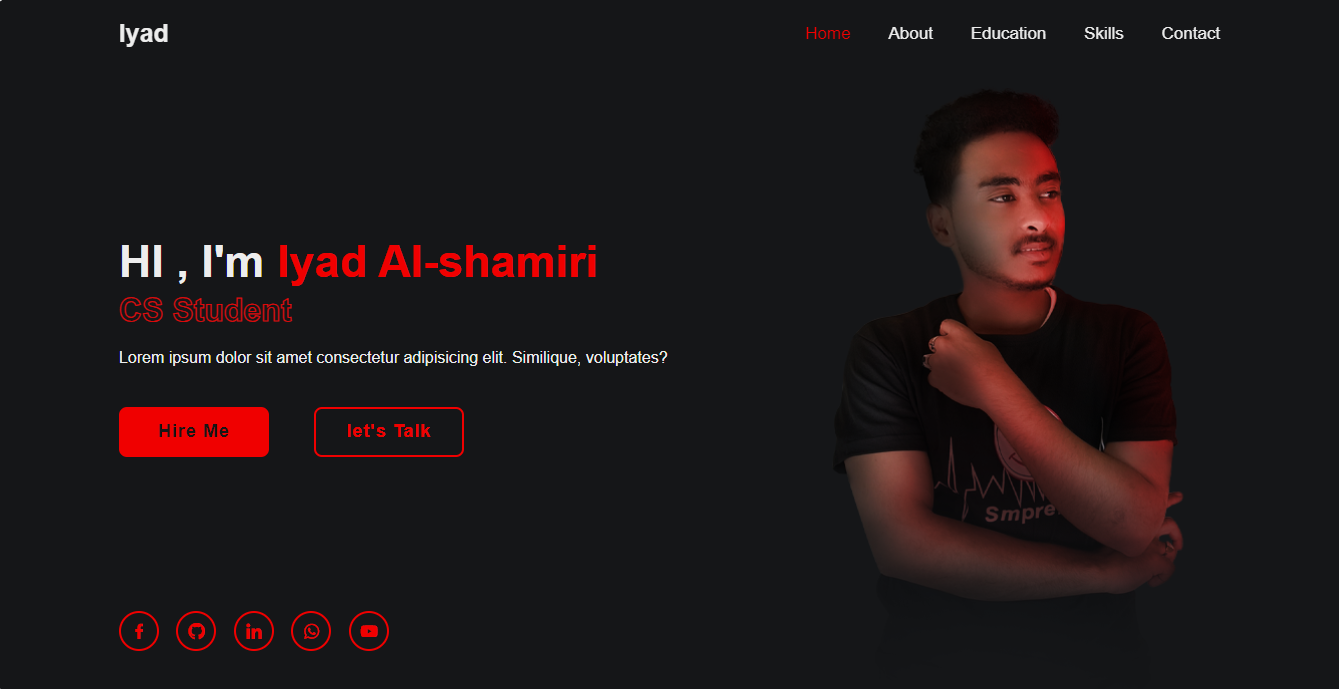 Iyad
Home About Education Skills Contact
HI , I'm Iyad Al-shamiri
CS Student
Lorem ipsum dolor sit amet consectetur adipisicing elit. Similique, voluptates?
Hire Me
let's Talk